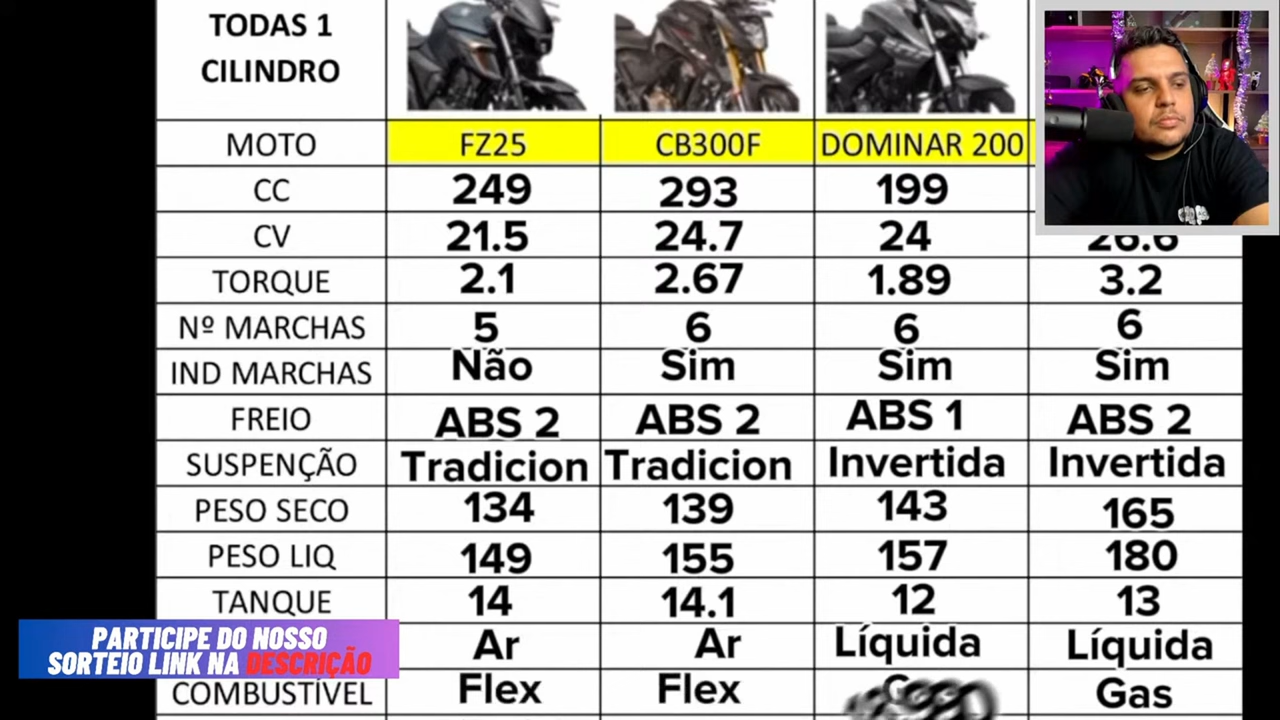 TODAS 1
CILINDRO
MOTO FZ25 CB300F DOMINAR 200
CC 249 293 199
CV 21.5 24.7 24 26.6
TORQUE 2.1 2.67 1.89 3.2
Nº MARCHAS 5 6 6 6
IND MARCHAS Não Sim Sim Sim
FREIO ABS 2 ABS 2 ABS 1 ABS 2
SUSPENÇÃO Tradicion Tradicion Invertida Invertida
PESO SECO 134 139 143 165
PESO LIQ 149 155 157 180
TANQUE 14 14.1 12 13
PARTICIPE DO NOSSO
SORTEIO LINK NA DESCRIÇÃO
Ar Ar Líquida Líquida
COMBUSTÍVEL Flex Flex Gas